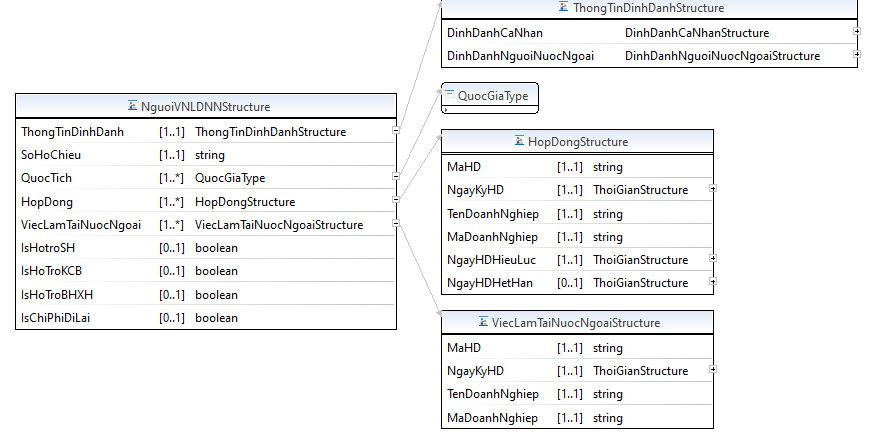 ThongTinDinhDanhStructure
DinhDanhCaNhan DinhDanhCaNhanStructure
DinhDanhNguoiNuocNgoai DinhDanhNguoiNuocNgoaiStructure
QuocGiaType
NguoiVNLDNNStructure
ThongTinDinhDanh [1..1] ThongTinDinhDanhStructure
SoHoChieu [1..1] string
QuocTich [1..*] QuocGiaType
HopDong [1..*] HopDongStructure
ViecLamTaiNuocNgoai [1..*] ViecLamTaiNuocNgoaiStructure
IsHotroSH [0..1] boolean
IsHoTroKCB [0..1] boolean
IsHoTroBHXH [0..1] boolean
IsChiPhiDiLai [0..1] boolean
HopDongStructure
MaHD [1..1] string
NgayKyHD [1..1] ThoiGianStructure
TenDoanhNghiep [1..1] string
MaDoanhNghiep [1..1] string
NgayHDHieuLuc [1..1] ThoiGianStructure
NgayHDHetHan [0..1] ThoiGianStructure
ViecLamTaiNuocNgoaiStructure
MaHD [1..1] string
NgayKyHD [1..1] ThoiGianStructure
TenDoanhNghiep [1..1] string
MaDoanhNghiep [1..1] string